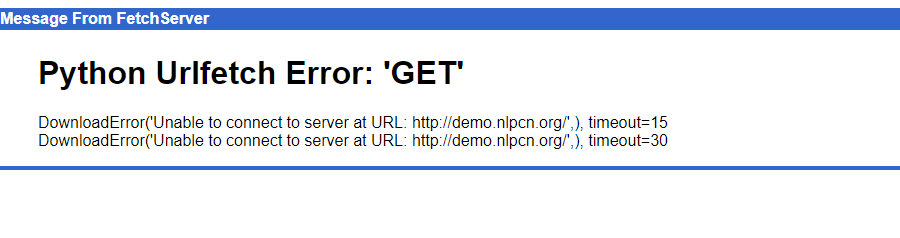 Message From FetchServer
Python Urlfetch Error: 'GET'
DownloadError('Unable to connect to server at URL: http://demo.nlpcn.org/',), timeout=15
DownloadError('Unable to connect to server at URL: http://demo.nlpcn.org/',), timeout=30